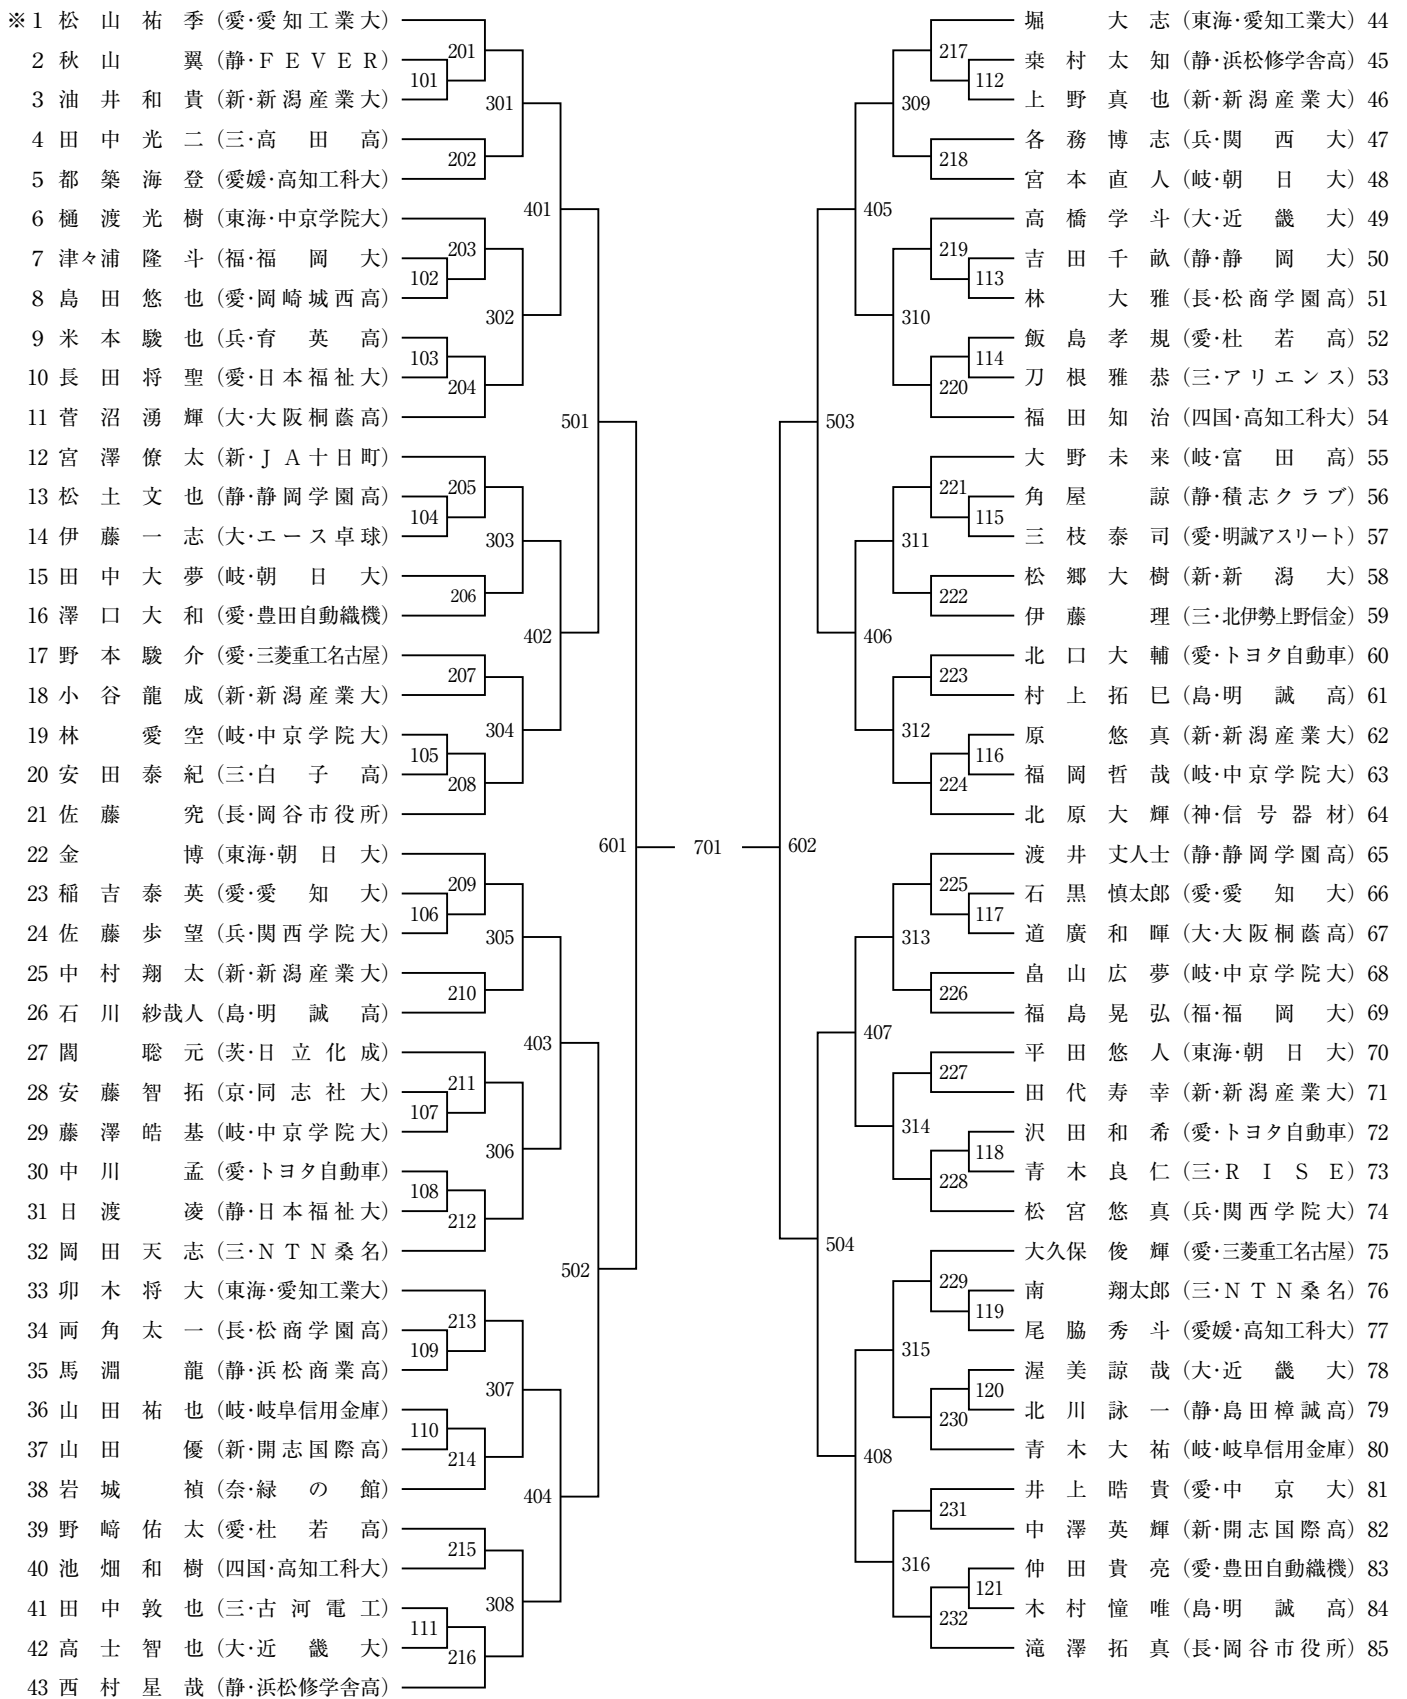 ※1 松山祐季 (愛·愛知工業大)
2 秋山翼 (静·FEVER)
3 油井和貴 (新·新潟産業大)
4 田中光二 (三·高田高)
5 都築海登 (愛媛·高知工科大)
6 樋渡光樹 (東海·中京学院大)
7 津々浦隆斗 (福·福岡大)
8 島田悠也 (愛·岡崎城西高)
9 米本駿也 (兵·育英高)
10 長田将聖 (愛·日本福祉大)
11 菅沼湧輝 (大·大阪桐蔭高)
12 宮澤僚太 (新·JA十日町)
13 松土文也 (静·静岡学園高)
14 伊藤一志 (大·エース卓球)
15 田中大夢 (岐·朝日大)
16 澤口大和 (愛·豊田自動織機)
17 野本駿介 (愛·三菱重工名古屋)
18 小谷龍成 (新·新潟産業大)
19 林愛空 (岐·中京学院大)
20 安田泰紀 (三·白子高)
21 佐藤究 (長·岡谷市役所)
22 金博 (東海·朝日大)
23 稲吉泰英 (愛·愛知大)
24 佐藤歩望 (兵·関西学院大)
25 中村翔太 (新·新潟産業大)
26 石川紗哉人 (島·明誠高)
27 閻聡元 (茨·日立化成)
28 安藤智拓 (京·同志社大)
29 藤澤皓基 (岐·中京学院大)
30 中川孟 (愛·トヨタ自動車)
31 日渡凌 (静·日本福祉大)
32 岡田天志 (三·NTN桑名)
33 卯木将大 (東海·愛知工業大)
34 両角太一 (長·松商学園高)
35 馬淵龍 (静·浜松商業高)
36 山田祐也 (岐·岐阜信用金庫)
37 山田優 (新·開志国際高)
38 岩城禎 (奈·緑の館)
39 野﨑佑太 (愛·杜若高)
40 池畑和樹 (四国·高知工科大)
41 田中敦也 (三·古河電工)
42 高士智也 (大·近畿大)
43 西村星哉 (静·浜松修学舎高)
101
102
103
104
105
106
107
108
109
110
111
201
202
203
204
205
206
207
208
209
210
211
212
213
214
215
216
301
302
303
304
305
306
307
308
401
402
403
404
501
502
601
701
602
503
504
405
406
407
408
309
310
311
312
313
314
315
316
217
218
219
220
221
222
223
224
225
226
227
228
229
230
231
232
112
113
114
115
116
117
118
119
120
121
堀大志 (東海·愛知工業大) 44
桒村太知 (静·浜松修学舎高) 45
上野真也 (新·新潟産業大) 46
各務博志 (兵·関西大) 47
宮本直人 (岐·朝日大) 48
高橋学斗 (大·近畿大) 49
吉田千畝 (静·静岡大) 50
林大雅 (長·松商学園高) 51
飯島孝規 (愛·杜若高) 52
刀根雅恭 (三·アリエンス) 53
福田知治 (四国·高知工科大) 54
大野未来 (岐·富田高) 55
角屋諒 (静·積志クラブ) 56
三枝泰司 (愛·明誠アスリート) 57
松郷大樹 (新·新潟大) 58
伊藤理 (三·北伊勢上野信金) 59
北口大輔 (愛·トヨタ自動車) 60
村上拓巳 (島·明誠高) 61
原悠真 (新·新潟産業大) 62
福岡哲哉 (岐·中京学院大) 63
北原大輝 (神·信号器材) 64
渡井丈人士 (静·静岡学園高) 65
石黒慎太郎 (愛·愛知大) 66
道廣和暉 (大·大阪桐蔭高) 67
畠山広夢 (岐·中京学院大) 68
福島晃弘 (福·福岡大) 69
平田悠人 (東海·朝日大) 70
田代寿幸 (新·新潟産業大) 71
沢田和希 (愛·トヨタ自動車) 72
青木良仁 (三·RISE) 73
松宮悠真 (兵·関西学院大) 74
大久保俊輝 (愛·三菱重工名古屋) 75
南翔太郎 (三·NTN桑名) 76
尾脇秀斗 (愛媛·高知工科大) 77
渥美諒哉 (大·近畿大) 78
北川詠一 (静·島田樟誠高) 79
青木大祐 (岐·岐阜信用金庫) 80
井上晧貴 (愛·中京大) 81
中澤英輝 (新·開志国際高) 82
仲田貴亮 (愛·豊田自動織機) 83
木村憧唯 (島·明誠高) 84
滝澤拓真 (長·岡谷市役所) 85